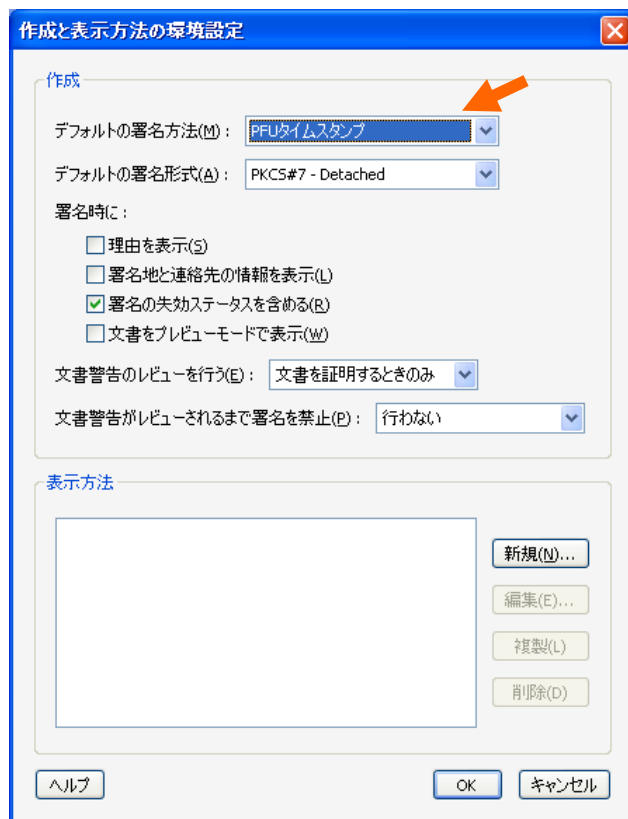 作成と表示方法の環境設定
作成
デフォルトの署名方法(M)： PFUタイムスタンプ
デフォルトの署名形式(A)： PKCS#7 - Detached
署名時に：
理由を表示(S)
署名地と連絡先の情報を表示(L)
署名の失効ステータスを含める(R)
文書をプレビューモードで表示(W)
文書警告のレビューを行う(E)： 文書を証明するときのみ
文書警告がレビューされるまで署名を禁止(P)： 行わない
表示方法
新規(N)...
編集(E)...
複製(L)
削除(D)
ヘルプ OK キャンセル